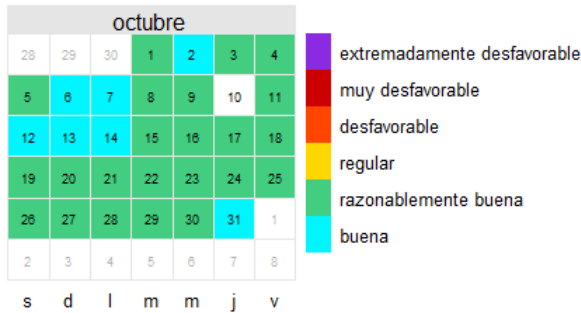 octubre
28 29 30 1 2 3 4
5 6 7 8 9 10 11
12 13 14 15 16 17 18
19 20 21 22 23 24 25
26 27 28 29 30 31 1
2 3 4 5 6 7 8
s d l m m j v
extremadamente desfavorable
muy desfavorable
desfavorable
regular
razonablemente buena
buena